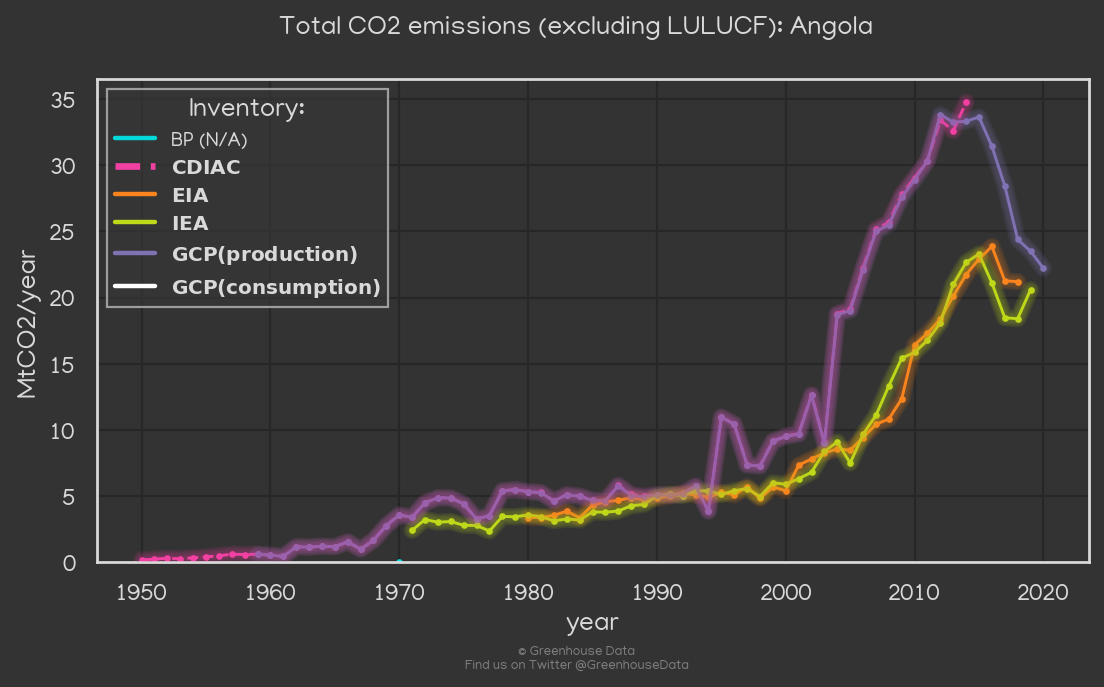 Total CO2 emissions (excluding LULUCF): Angola
Inventory:
BP (N/A)
CDIAC
EIA
IEA
GCP(production)
GCP(consumption)
MtCO2/year
35
30
25
20
15
10
5
0
1950 1960 1970 1980 1990 2000 2010 2020
year
© Greenhouse Data
Find us on Twitter @GreenhouseData